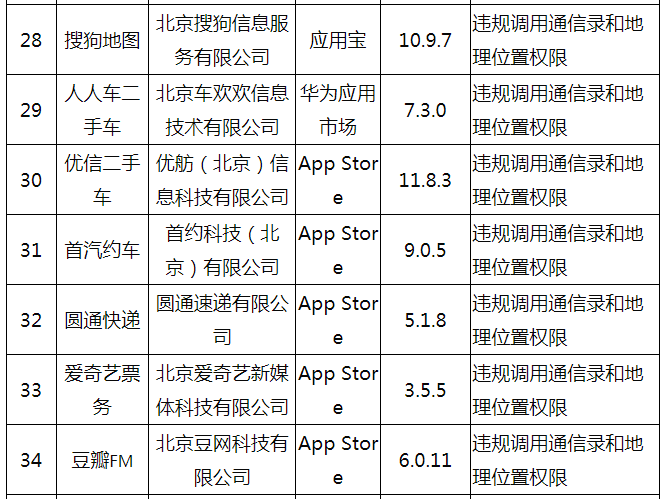 28 搜狗地图 北京搜狗信息服务有限公司 应用宝 10.9.7 违规调用通信录和地理位置权限
29 人人车二手车 北京车欢欢信息技术有限公司 华为应用市场 7.3.0 违规调用通信录和地理位置权限
30 优信二手车 优舫（北京）信息科技有限公司 App Store 11.8.3 违规调用通信录和地理位置权限
31 首汽约车 首约科技（北京）有限公司 App Store 9.0.5 违规调用通信录和地理位置权限
32 圆通快递 圆通速递有限公司 App Store 5.1.8 违规调用通信录和地理位置权限
33 爱奇艺票务 北京爱奇艺新媒体科技有限公司 App Store 3.5.5 违规调用通信录和地理位置权限
34 豆瓣FM 北京豆网科技有限公司 App Store 6.0.11 违规调用通信录和地理位置权限